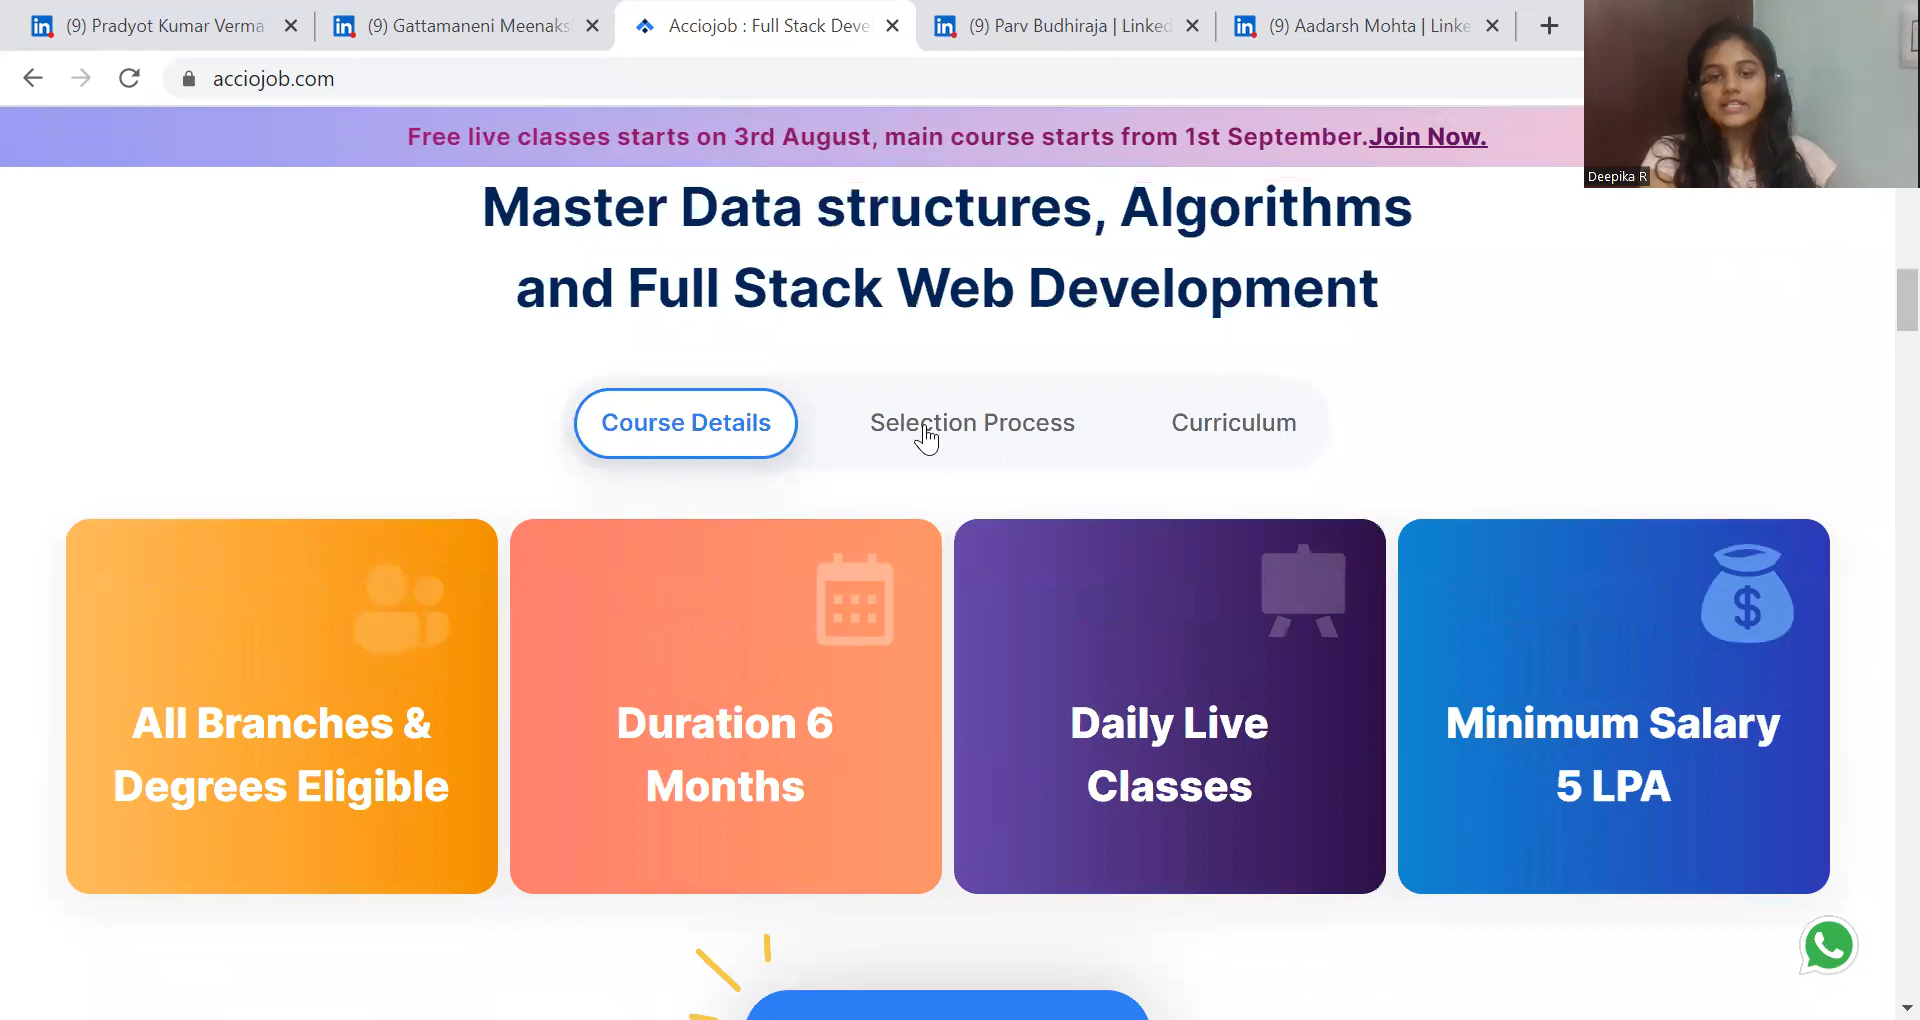 (9) Pradyot Kumar Verma
(9) Gattamaneni Meenaks
Acciojob : Full Stack Deve
(9) Parv Budhiraja | Linked
(9) Aadarsh Mohta | Linke
acciojob.com
Free live classes starts on 3rd August, main course starts from 1st September.Join Now.
Deepika R
Master Data structures, Algorithms
and Full Stack Web Development
Course Details
Selection Process
Curriculum
All Branches &
Degrees Eligible
Duration 6
Months
Daily Live
Classes
Minimum Salary
5 LPA